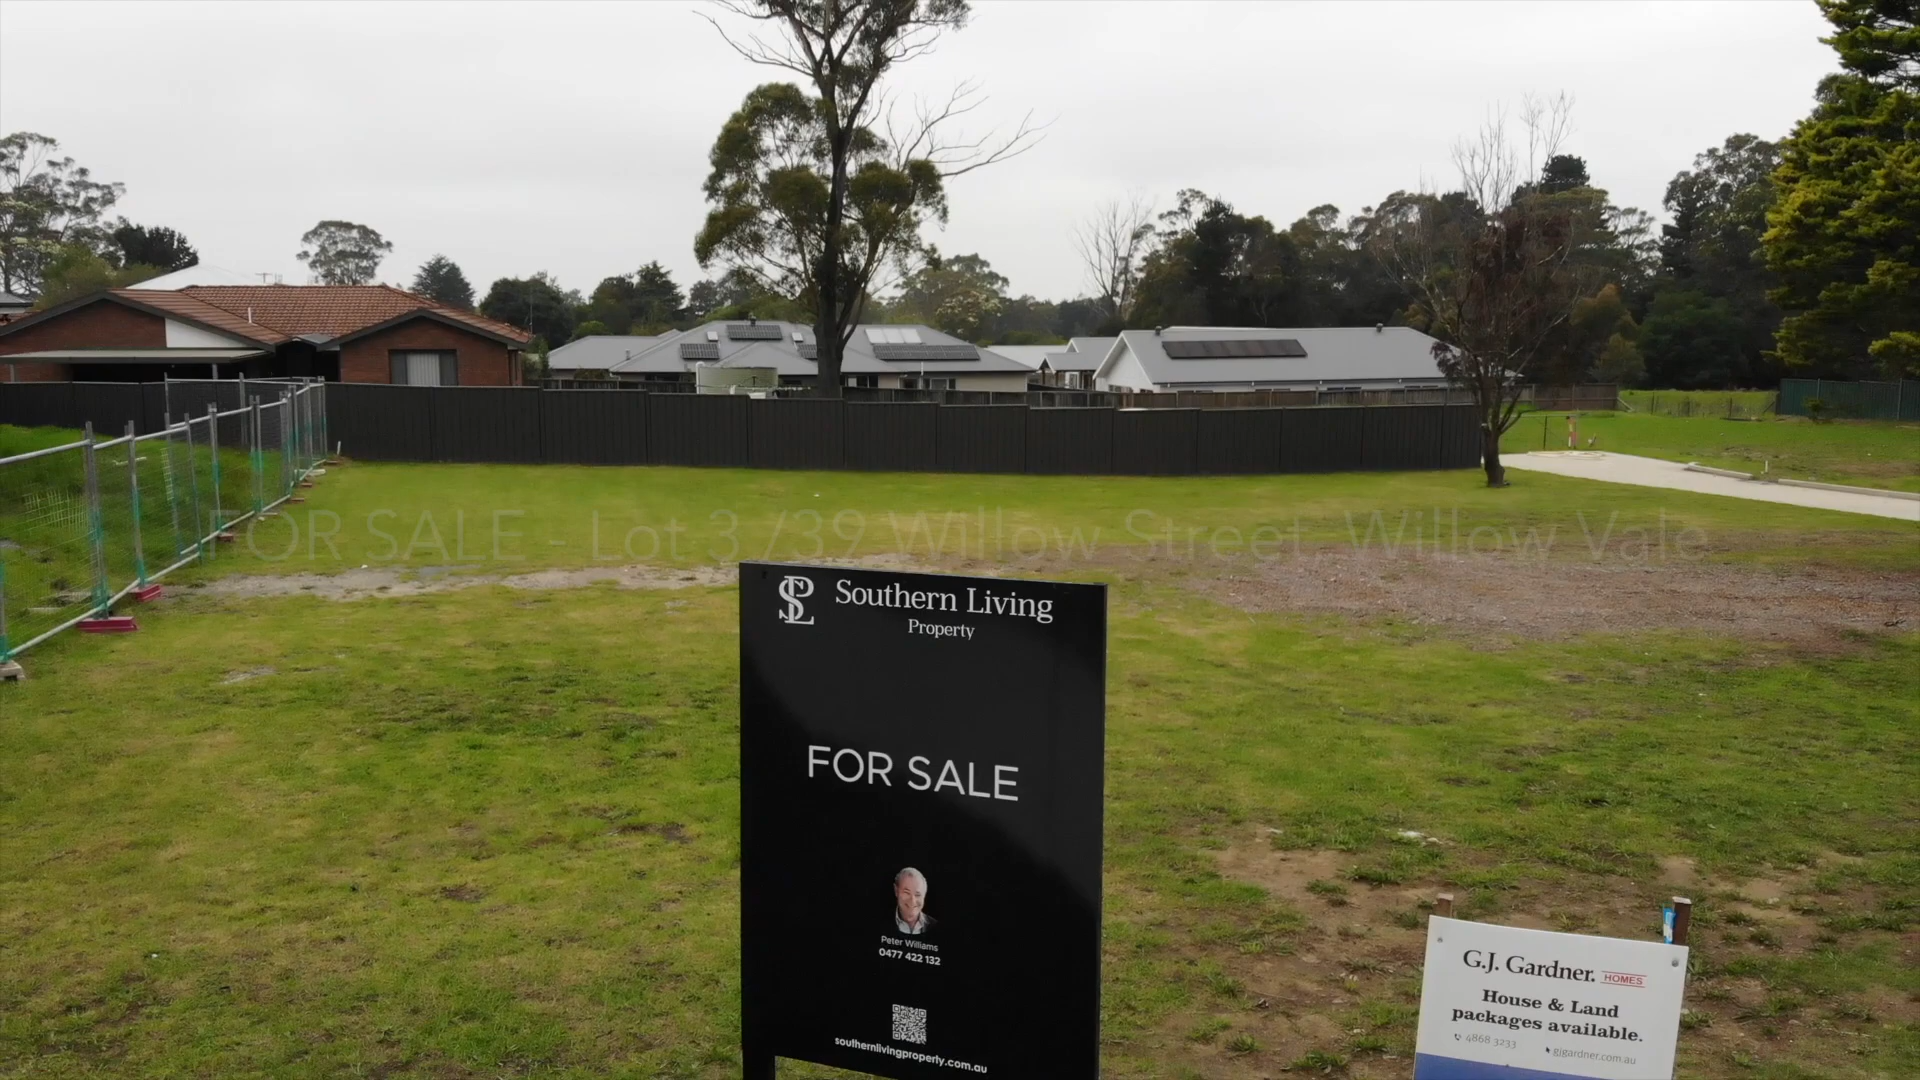 FOR SALE - Lot 3 /39 Willow Street, Willow Vale
SPL Southern Living
Property
FOR SALE
Peter Williams
0477 422 132
southernlivingproperty.com.au
G.J. Gardner. HOMES
House & Land
packages available.
4868 3233
gjgardner.com.au